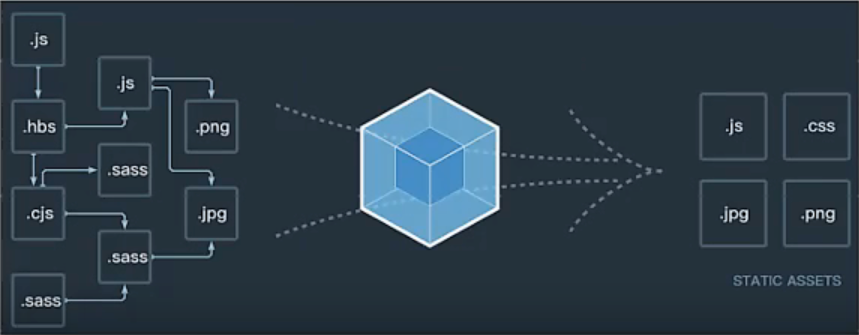 .js
.js
.hbs
.png
.sass
.cjs
.jpg
.sass
.sass
.js
.css
.jpg
.png
STATIC ASSETS